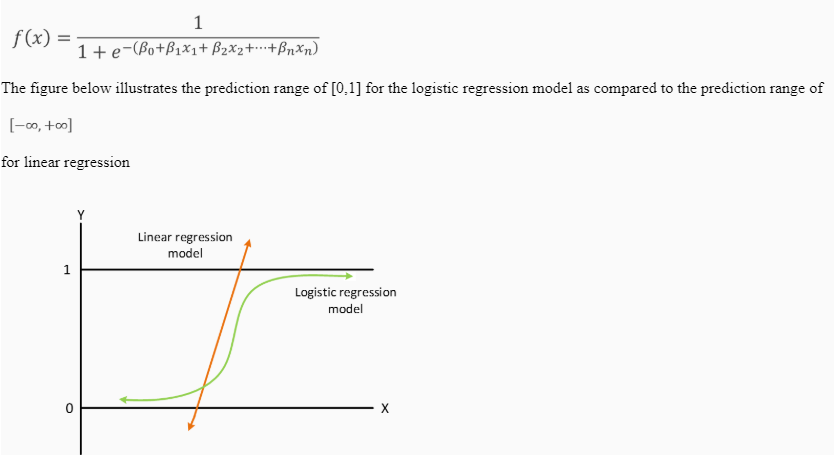 f(x) = 1 / (1 + e^−(β₀+β₁x₁+ β₂x₂+⋯+βₙxₙ))
The figure below illustrates the prediction range of [0,1] for the logistic regression model as compared to the prediction range of
[−∞, +∞]
for linear regression
Y
Linear regression
model
1
Logistic regression
model
0
X